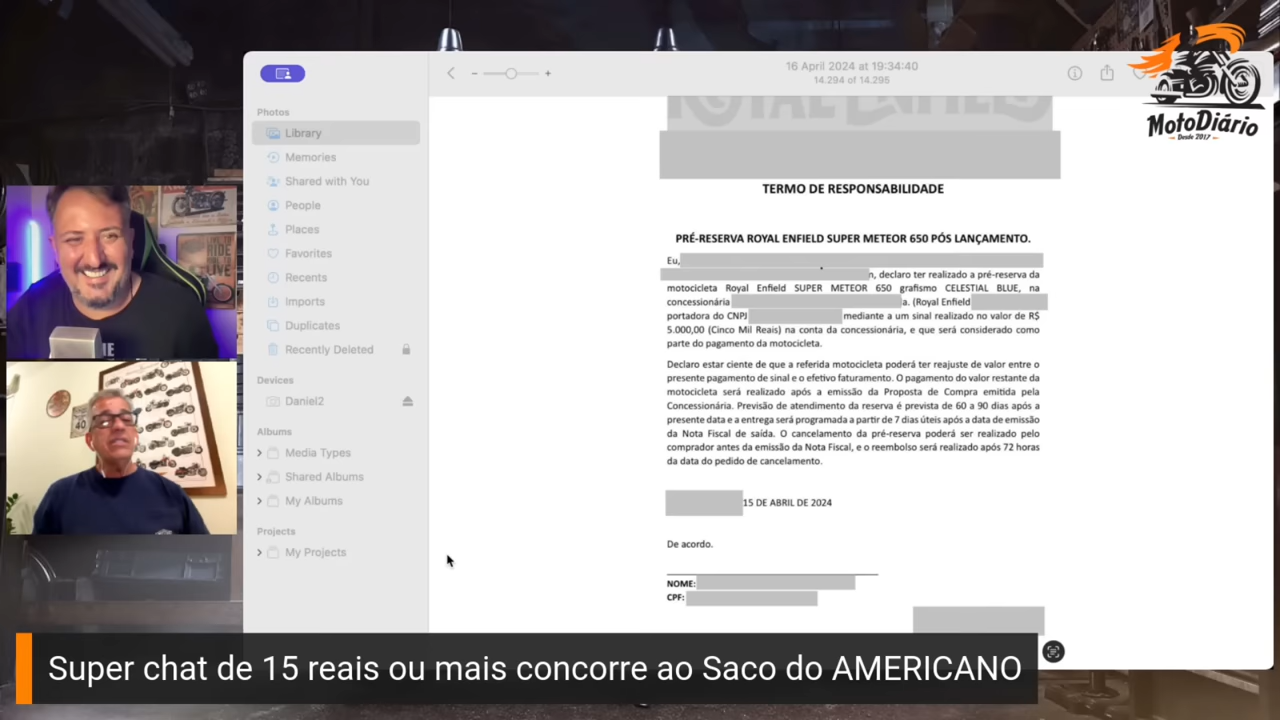 16 April 2024 at 19:34:40
14.294 of 14.295
MotoDiário
Desde 2017
Photos
Library
Memories
Shared with You
People
Places
Favorites
Recents
Imports
Duplicates
Recently Deleted
Devices
Daniel2
Albums
Media Types
Shared Albums
My Albums
Projects
My Projects
ROYAL ENFIELD
TERMO DE RESPONSABILIDADE
PRÉ-RESERVA ROYAL ENFIELD SUPER METEOR 650 PÓS LANÇAMENTO.
Eu,
n, declaro ter realizado a pré-reserva da
motocicleta Royal Enfield SUPER METEOR 650 grafismo CELESTIAL BLUE, na
concessionária a. (Royal Enfield
portadora do CNPJ mediante a um sinal realizado no valor de R$
5.000,00 (Cinco Mil Reais) na conta da concessionária, e que será considerado como
parte do pagamento da motocicleta.
Declaro estar ciente de que a referida motocicleta poderá ter reajuste de valor entre o
presente pagamento de sinal e o efetivo faturamento. O pagamento do valor restante da
motocicleta será realizado após a emissão da Proposta de Compra emitida pela
Concessionária. Previsão de atendimento da reserva é prevista de 60 a 90 dias após a
presente data e a entrega será programada a partir de 7 dias úteis após a data de emissão
da Nota Fiscal de saída. O cancelamento da pré-reserva poderá ser realizado pelo
comprador antes da emissão da Nota Fiscal, e o reembolso será realizado após 72 horas
da data do pedido de cancelamento.
15 DE ABRIL DE 2024
De acordo.
NOME:
CPF:
Super chat de 15 reais ou mais concorre ao Saco do AMERICANO